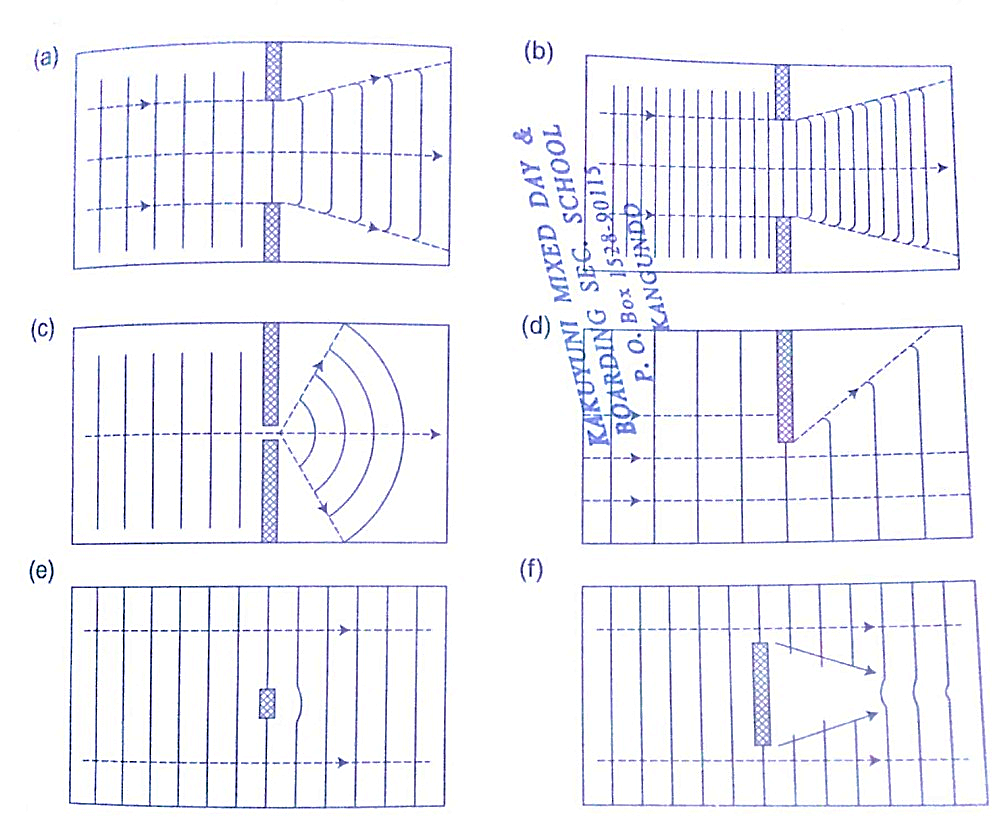 (a)
(b)
KAKUYUNI MIXED DAY &
BOARDING SEC. SCHOOL
P. O. Box 1528-90115
KANGUNDO
(c)
(d)
(e)
(f)